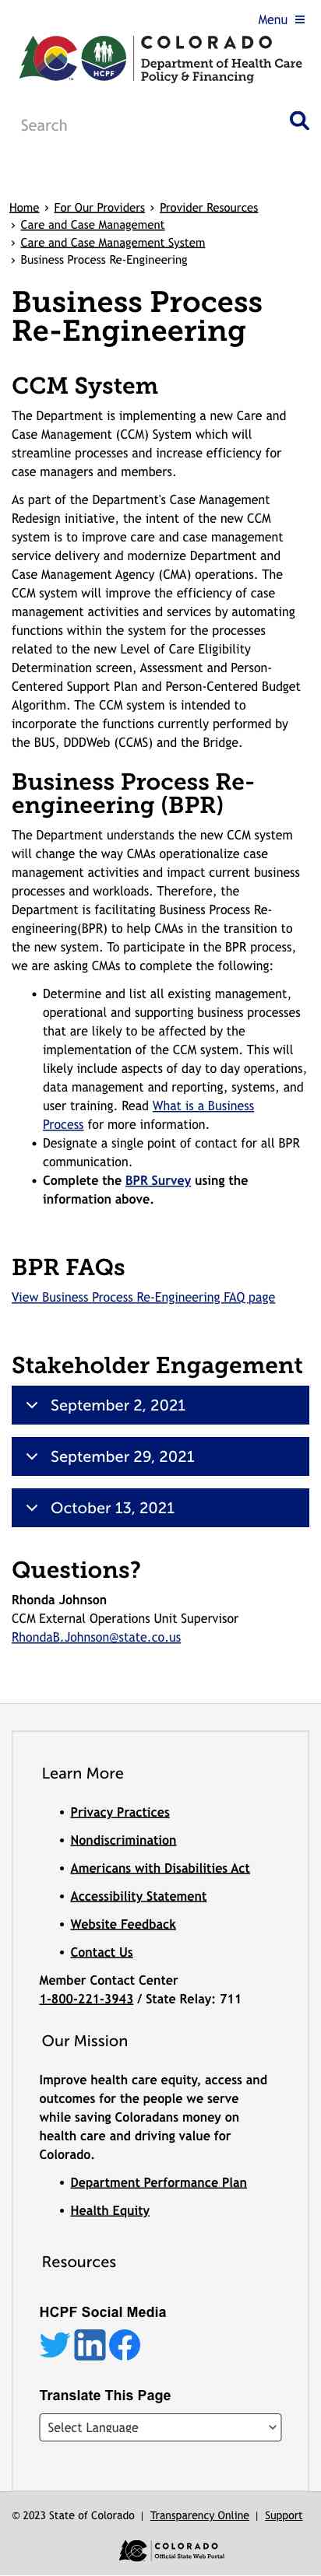 Menu
COLORADO
Department of Health Care
Policy & Financing
HCPF
Search
Home › For Our Providers › Provider Resources
› Care and Case Management
› Care and Case Management System
› Business Process Re-Engineering
Business Process
Re-Engineering
CCM System
The Department is implementing a new Care and
Case Management (CCM) System which will
streamline processes and increase efficiency for
case managers and members.
As part of the Department's Case Management
Redesign initiative, the intent of the new CCM
system is to improve care and case management
service delivery and modernize Department and
Case Management Agency (CMA) operations. The
CCM system will improve the efficiency of case
management activities and services by automating
functions within the system for the processes
related to the new Level of Care Eligibility
Determination screen, Assessment and Person-
Centered Support Plan and Person-Centered Budget
Algorithm. The CCM system is intended to
incorporate the functions currently performed by
the BUS, DDDWeb (CCMS) and the Bridge.
Business Process Re-
engineering (BPR)
The Department understands the new CCM system
will change the way CMAs operationalize case
management activities and impact current business
processes and workloads. Therefore, the
Department is facilitating Business Process Re-
engineering(BPR) to help CMAs in the transition to
the new system. To participate in the BPR process,
we are asking CMAs to complete the following:
• Determine and list all existing management,
operational and supporting business processes
that are likely to be affected by the
implementation of the CCM system. This will
likely include aspects of day to day operations,
data management and reporting, systems, and
user training. Read What is a Business
Process for more information.
• Designate a single point of contact for all BPR
communication.
• Complete the BPR Survey using the
information above.
BPR FAQs
View Business Process Re-Engineering FAQ page
Stakeholder Engagement
September 2, 2021
September 29, 2021
October 13, 2021
Questions?
Rhonda Johnson
CCM External Operations Unit Supervisor
RhondaB.Johnson@state.co.us
Learn More
• Privacy Practices
• Nondiscrimination
• Americans with Disabilities Act
• Accessibility Statement
• Website Feedback
• Contact Us
Member Contact Center
1-800-221-3943 / State Relay: 711
Our Mission
Improve health care equity, access and
outcomes for the people we serve
while saving Coloradans money on
health care and driving value for
Colorado.
• Department Performance Plan
• Health Equity
Resources
HCPF Social Media
Translate This Page
Select Language
© 2023 State of Colorado | Transparency Online | Support
COLORADO
Official State Web Portal